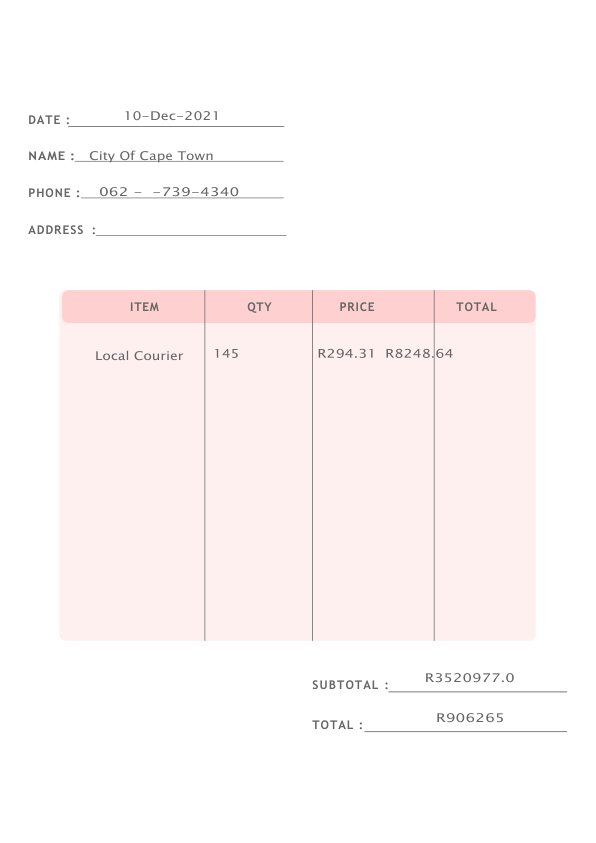 DATE : 10-Dec-2021
NAME : City Of Cape Town
PHONE : 062 - -739-4340
ADDRESS :
ITEM QTY PRICE TOTAL
Local Courier 145 R294.31 R8248.64
SUBTOTAL : R3520977.0
TOTAL : R906265